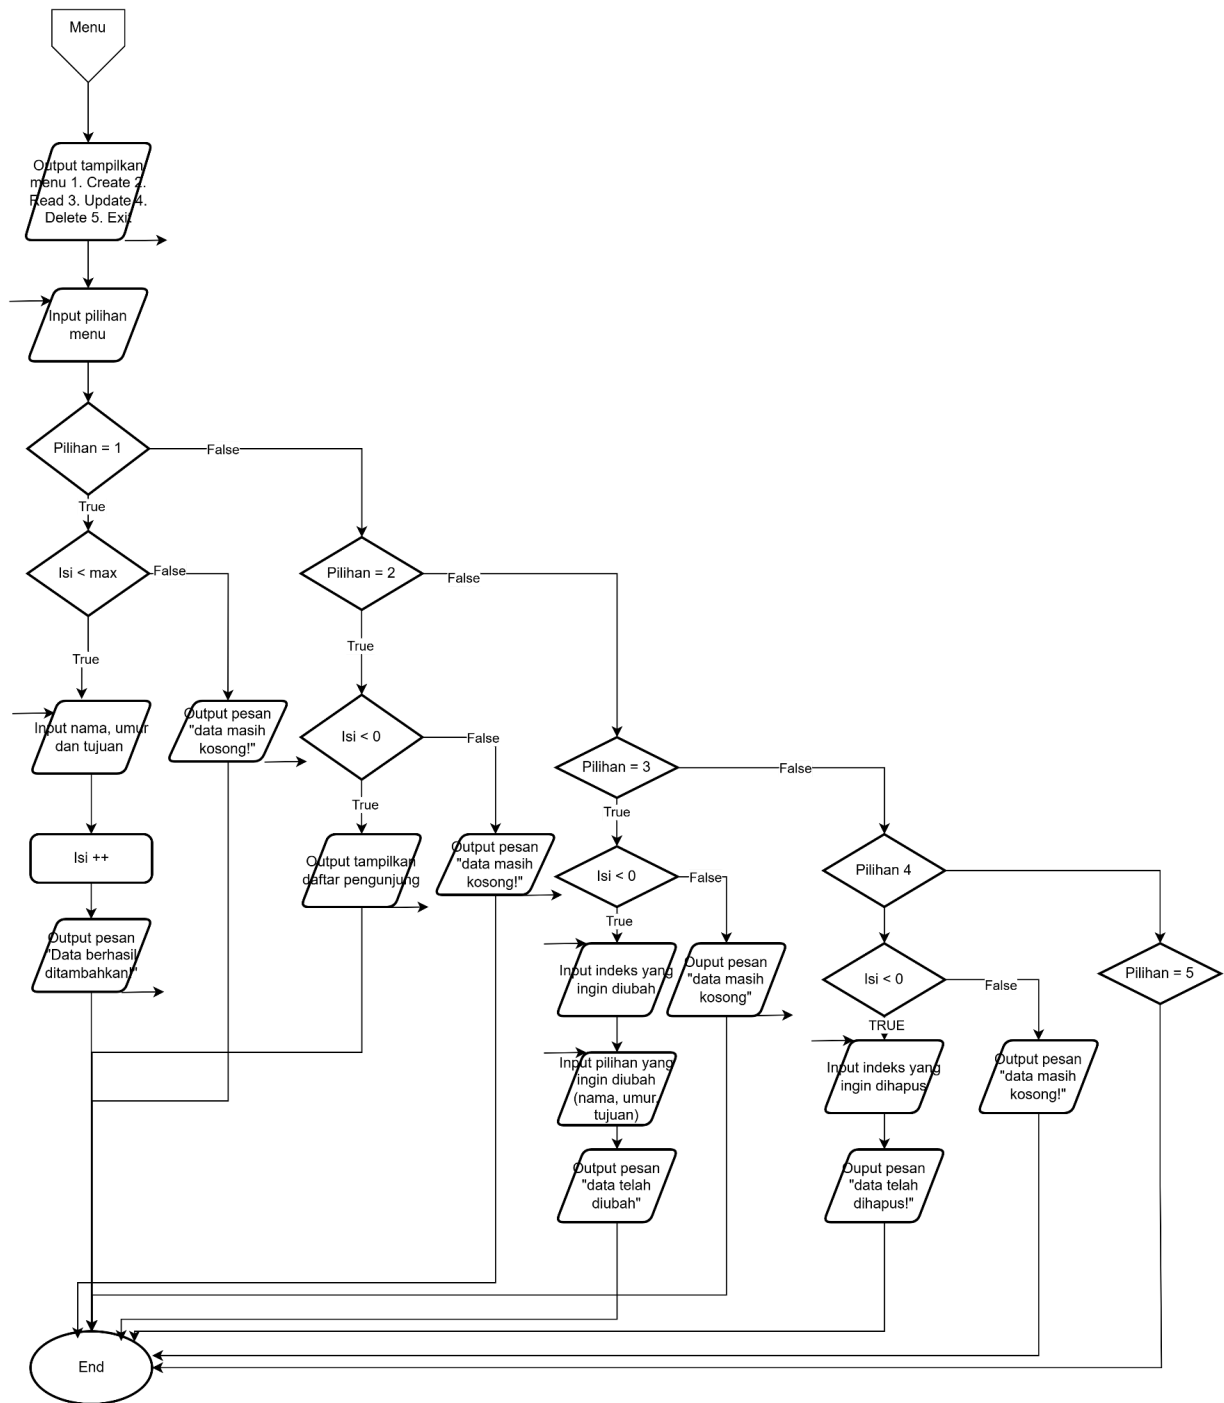 Menu
Output tampilkan
menu 1. Create 2.
Read 3. Update 4.
Delete 5. Exit
Input pilihan
menu
Pilihan = 1
False
True
Isi < max
False
True
Input nama, umur
dan tujuan
Output pesan
"data masih
kosong!"
Isi ++
Output pesan
"Data berhasil
ditambahkan!"
Pilihan = 2
False
True
Isi < 0
False
True
Output tampilkan
daftar pengunjung
Output pesan
"data masih
kosong!"
Pilihan = 3
False
True
Isi < 0
False
True
Input indeks yang
ingin diubah
Ouput pesan
"data masih
kosong"
Input pilihan yang
ingin diubah
(nama, umur,
tujuan)
Output pesan
"data telah
diubah"
Pilihan 4
Isi < 0
False
TRUE
Input indeks yang
ingin dihapus
Output pesan
"data masih
kosong!"
Ouput pesan
"data telah
dihapus!"
Pilihan = 5
End